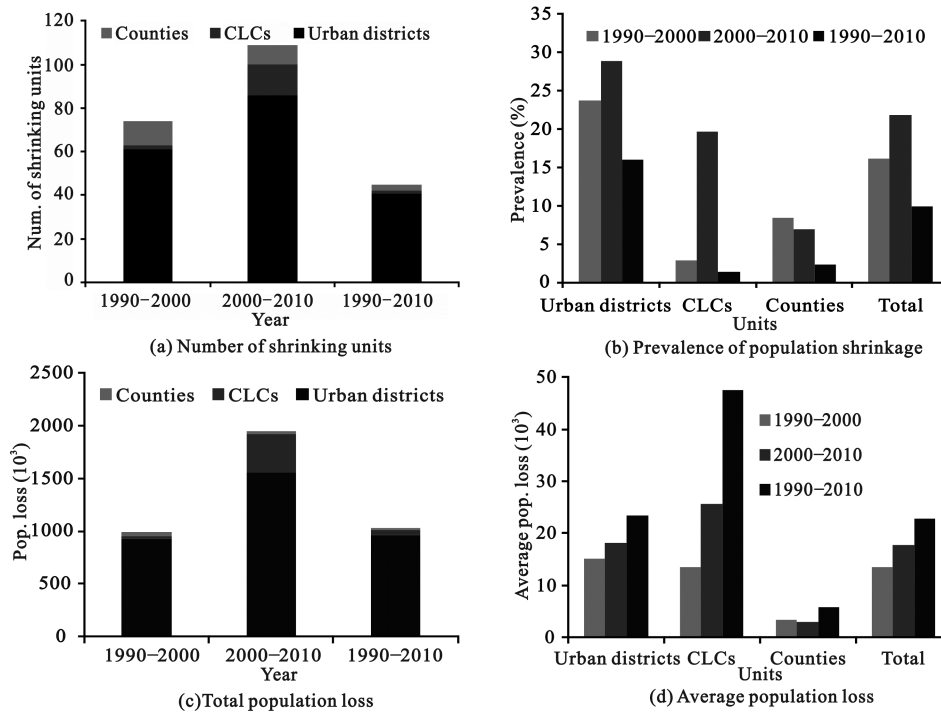 Counties CLCs Urban districts
Num. of shrinking units
120
100
80
60
40
20
0
1990−2000 2000−2010 1990−2010
Year
(a) Number of shrinking units
1990−2000 2000−2010 1990−2010
Prevalence (%)
35
30
25
20
15
10
5
0
Urban districts CLCs Counties Total
Units
(b) Prevalence of population shrinkage
Counties CLCs Urban districts
Pop. loss (10³)
2500
2000
1500
1000
500
0
1990−2000 2000−2010 1990−2010
Year
(c)Total population loss
1990−2000
2000−2010
1990−2010
Average pop. loss (10³)
50
40
30
20
10
0
Urban districts CLCs Counties Total
Units
(d) Average population loss